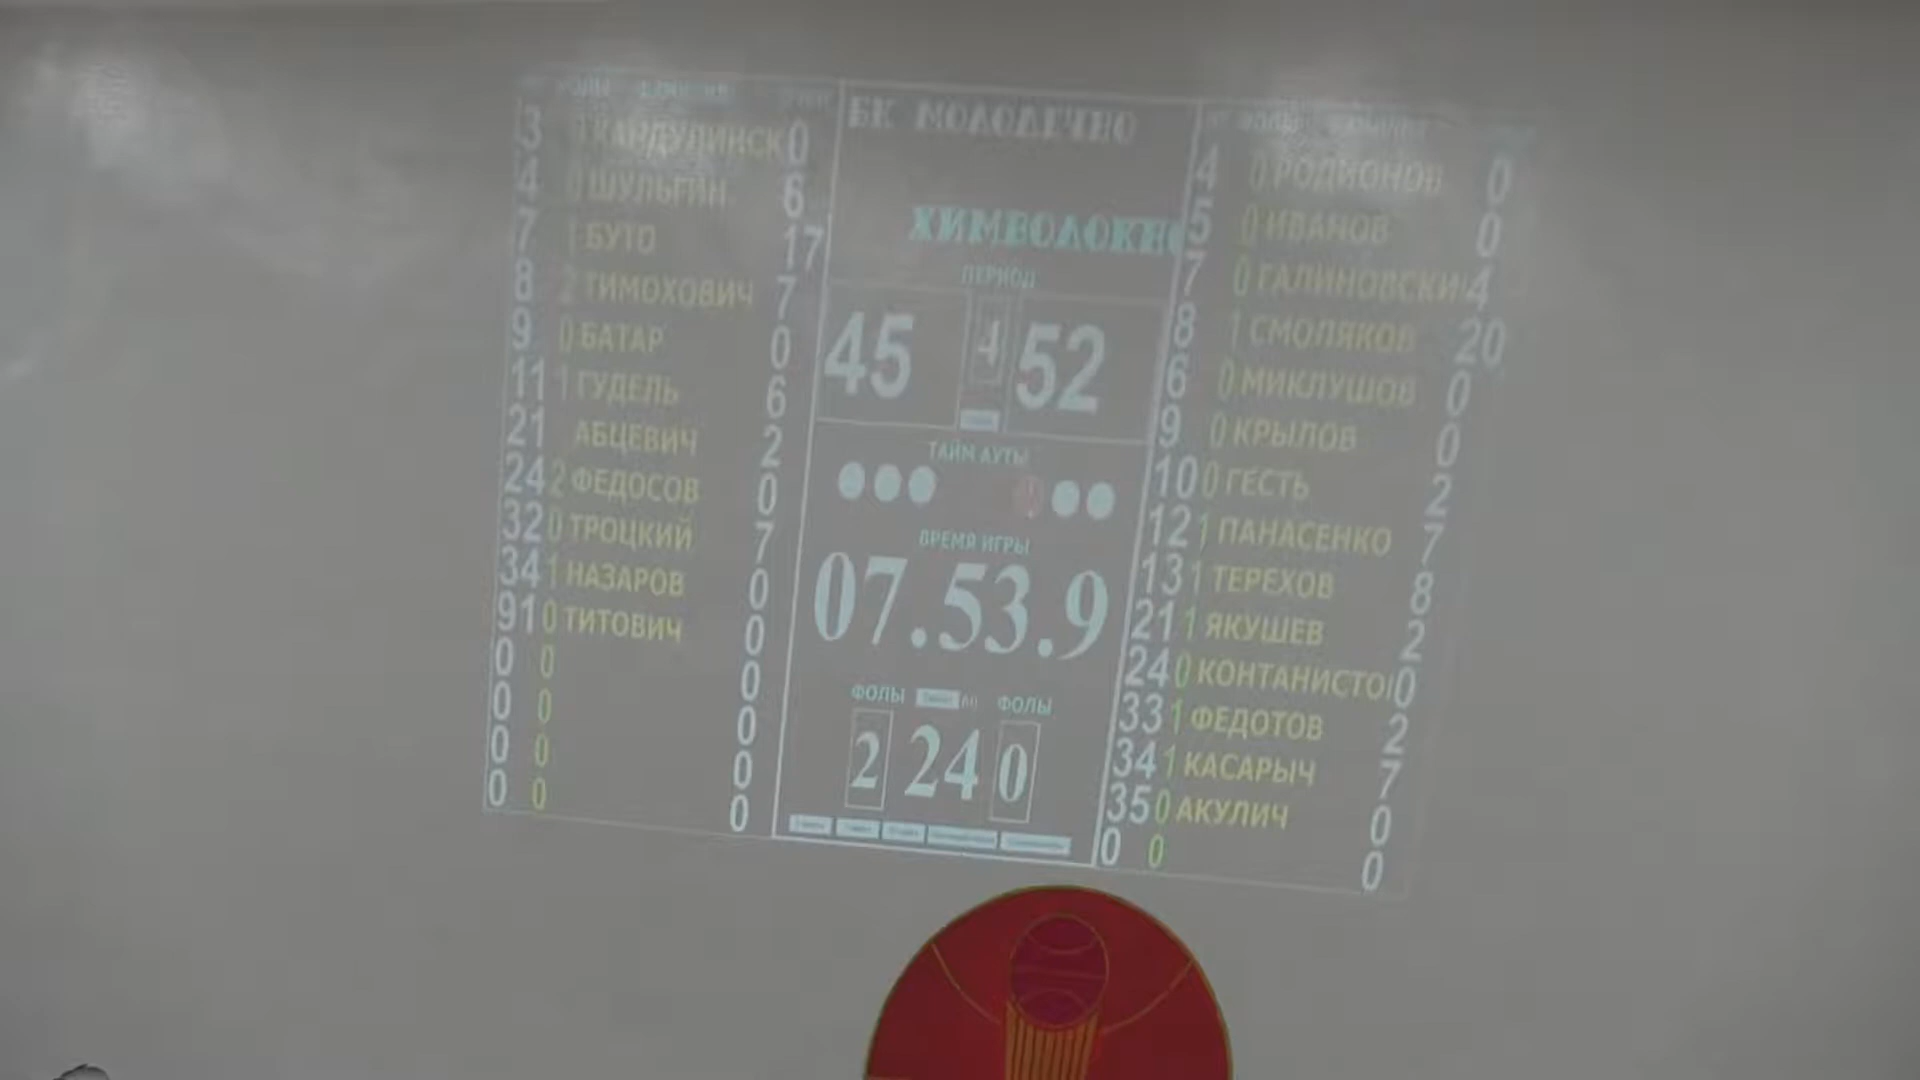 3 1 КАНДУЛИНСК 0
4 0 ШУЛЬГИН 6
7 1 БУТО 17
8 2 ТИМОХОВИЧ 7
9 0 БАТАР 0
11 1 ГУДЕЛЬ 6
21 АБЦЕВИЧ 2
24 2 ФЕДОСОВ 0
32 0 ТРОЦКИЙ 7
34 1 НАЗАРОВ 0
91 0 ТИТОВИЧ 0
0 0 0
0 0 0
0 0 0
0 0 0
БК МОЛОДЕЧНО
ХИМВОЛОКНО
ПЕРИОД
45 4 52
ТАЙМ АУТЫ
ВРЕМЯ ИГРЫ
07.53.9
ФОЛЫ ФОЛЫ
2 24 0
4 0 РОДИОНОВ 0
5 0 ИВАНОВ 0
7 0 ГАЛИНОВСКИ 4
8 1 СМОЛЯКОВ 20
6 0 МИКЛУШОВ 0
9 0 КРЫЛОВ 0
10 0 ГЕСТЬ 2
12 1 ПАНАСЕНКО 7
13 1 ТЕРЕХОВ 8
21 1 ЯКУШЕВ 2
24 0 КОНТАНИСТО 0
33 1 ФЕДОТОВ 2
34 1 КАСАРЫЧ 7
35 0 АКУЛИЧ 0
0 0 0